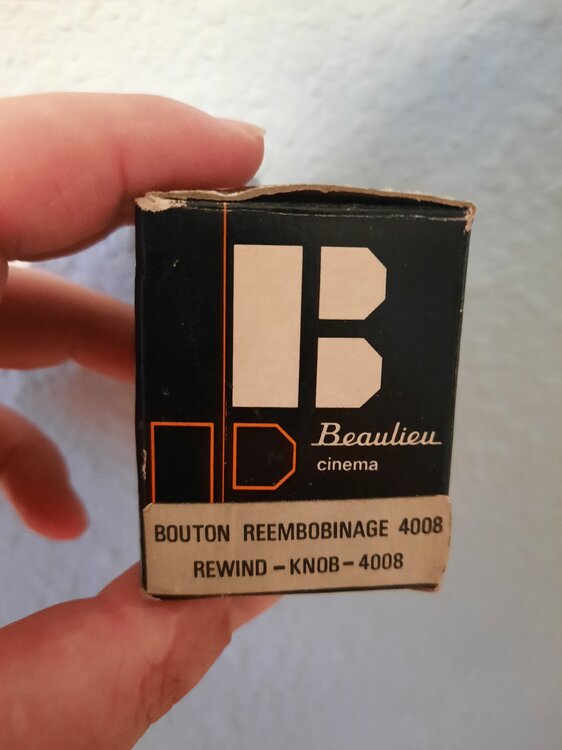 B
Beaulieu
cinema
BOUTON REEMBOBINAGE 4008
REWIND-KNOB-4008